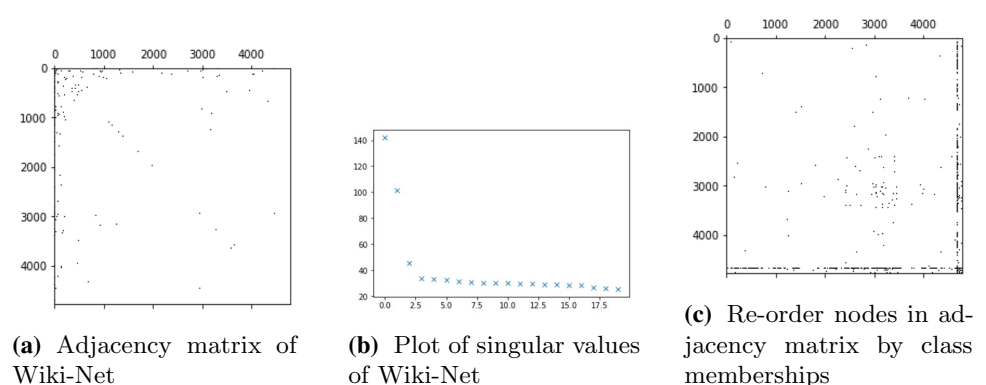 0 1000 2000 3000 4000
0
1000
2000
3000
4000
(a) Adjacency matrix of
Wiki-Net
140
120
100
80
60
40
20
0.0 2.5 5.0 7.5 10.0 12.5 15.0 17.5
(b) Plot of singular values
of Wiki-Net
0 1000 2000 3000 4000
0
1000
2000
3000
4000
(c) Re-order nodes in ad-
jacency matrix by class
memberships